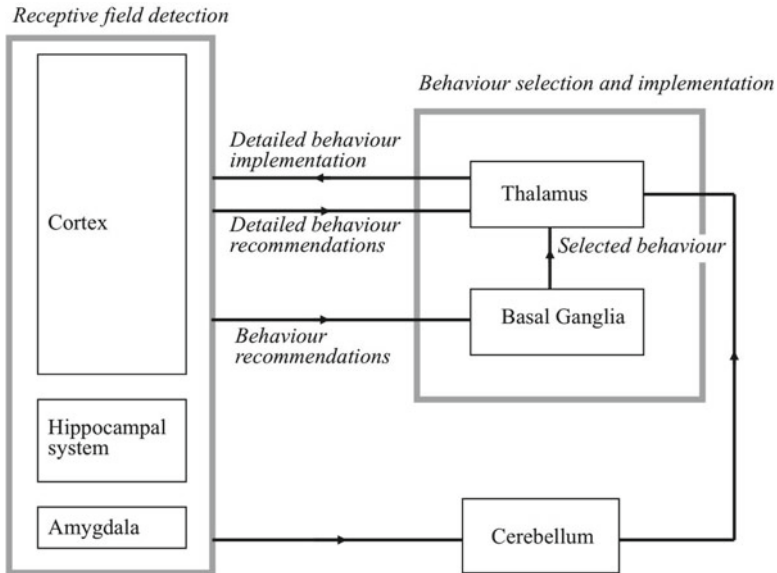 Receptive field detection
Behaviour selection and implementation
Detailed behaviour
implementation
Thalamus
Cortex
Detailed behaviour
recommendations
Selected behaviour
Basal Ganglia
Behaviour
recommendations
Hippocampal
system
Amygdala
Cerebellum